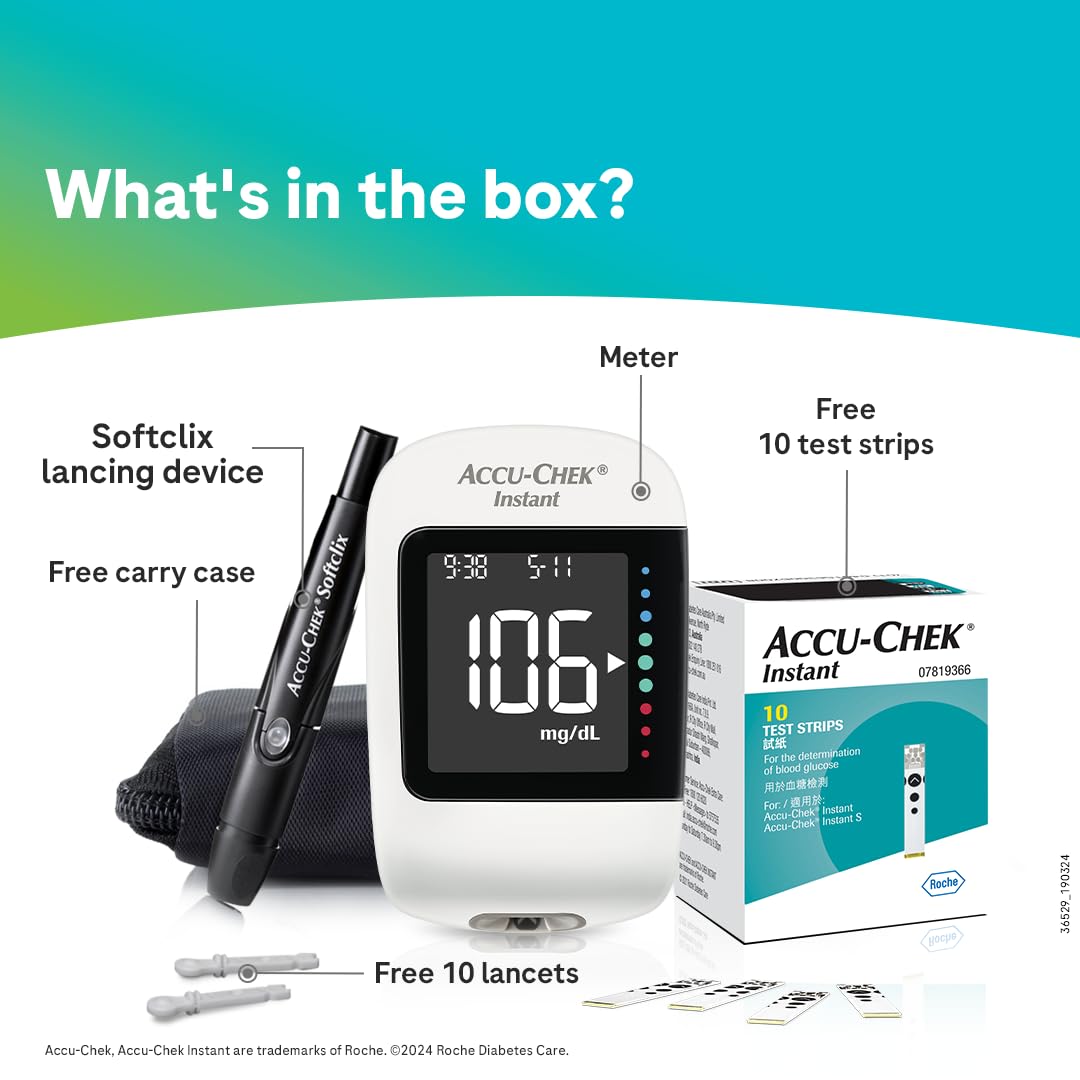 What's in the box?
Meter
Free
10 test strips
Softclix
lancing device
Free carry case
ACCU-CHEK®
Instant
9:38 5-11
106
mg/dL
ACCU-CHEK® Softclix
ACCU-CHEK®
Instant
07819366
10
TEST STRIPS
試紙
For the determination
of blood glucose
用於血糖檢測
For: / 適用於:
Accu-Chek® Instant
Accu-Chek® Instant S
Roche
Free 10 lancets
36529_190324
Accu-Chek, Accu-Chek Instant are trademarks of Roche. ©2024 Roche Diabetes Care.